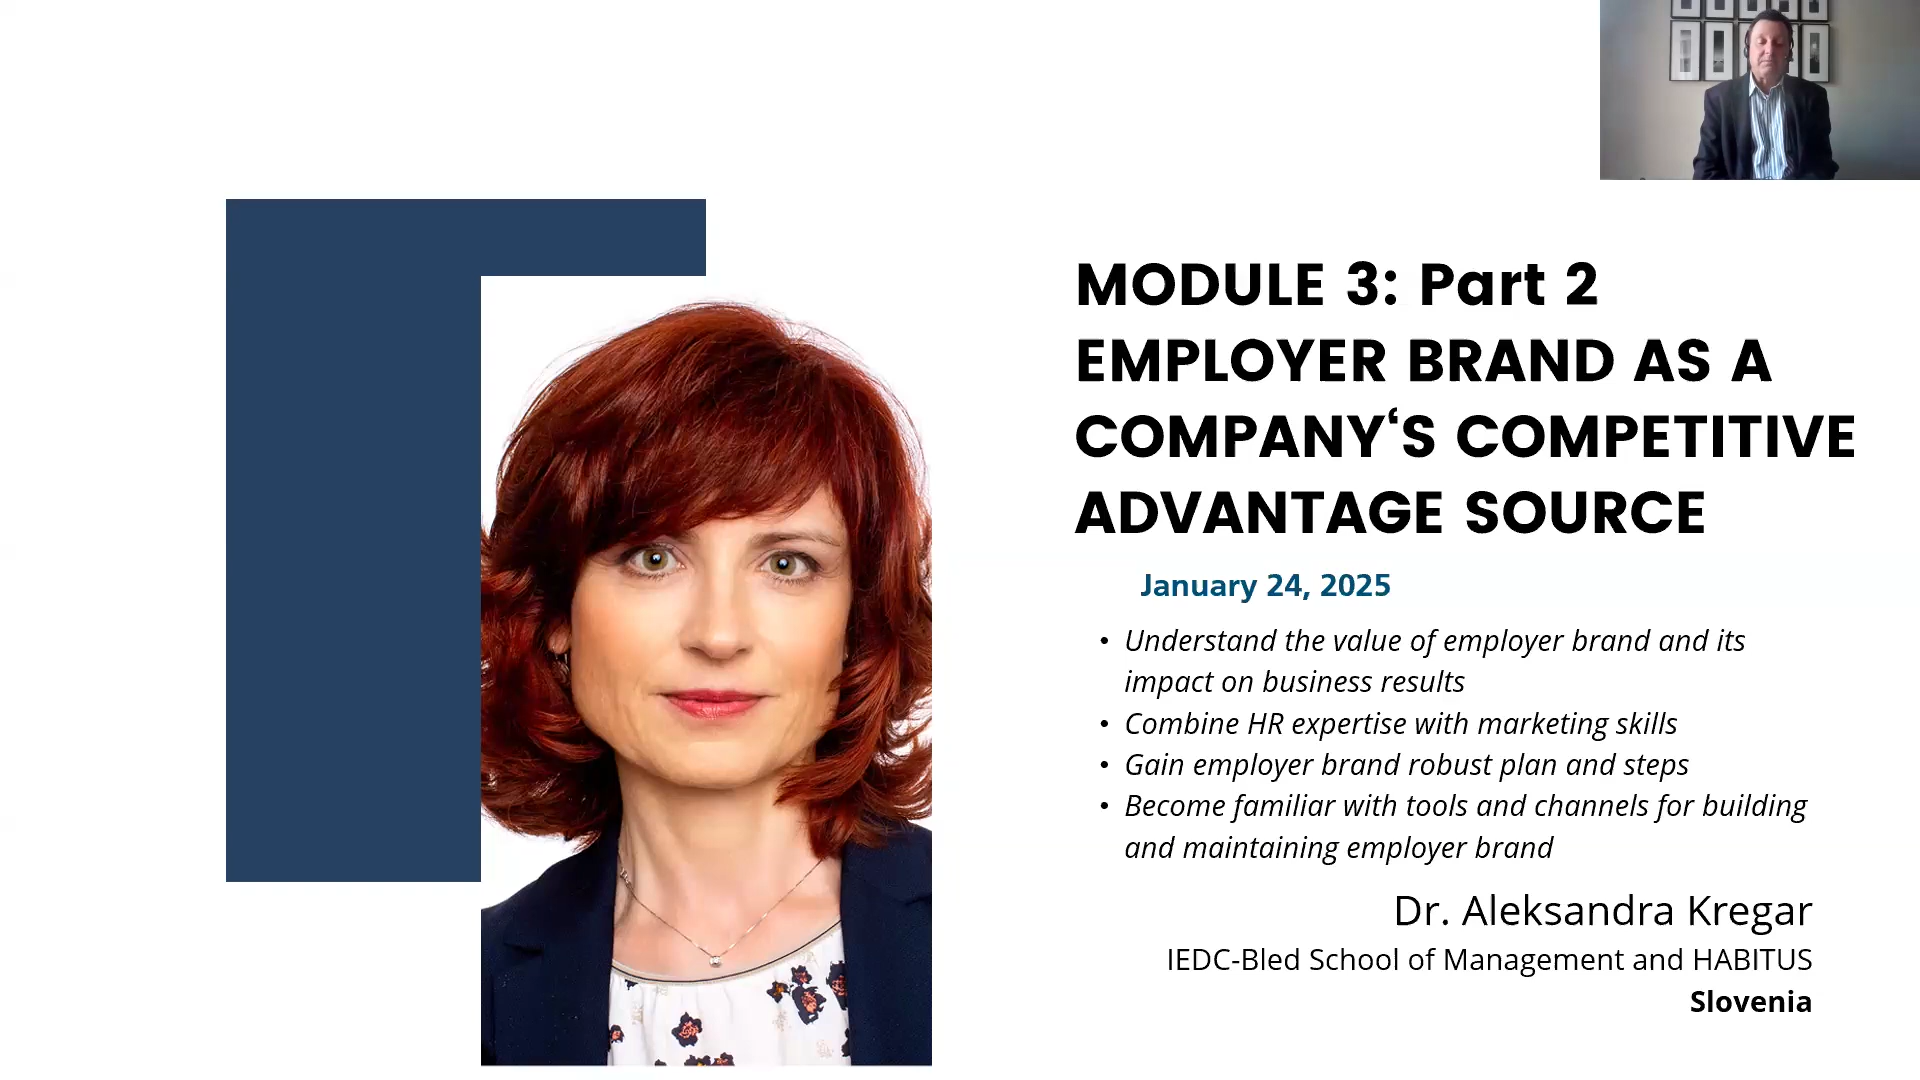 MODULE 3: Part 2
EMPLOYER BRAND AS A
COMPANY‘S COMPETITIVE
ADVANTAGE SOURCE
January 24, 2025
• Understand the value of employer brand and its
impact on business results
• Combine HR expertise with marketing skills
• Gain employer brand robust plan and steps
• Become familiar with tools and channels for building
and maintaining employer brand
Dr. Aleksandra Kregar
IEDC-Bled School of Management and HABITUS
Slovenia